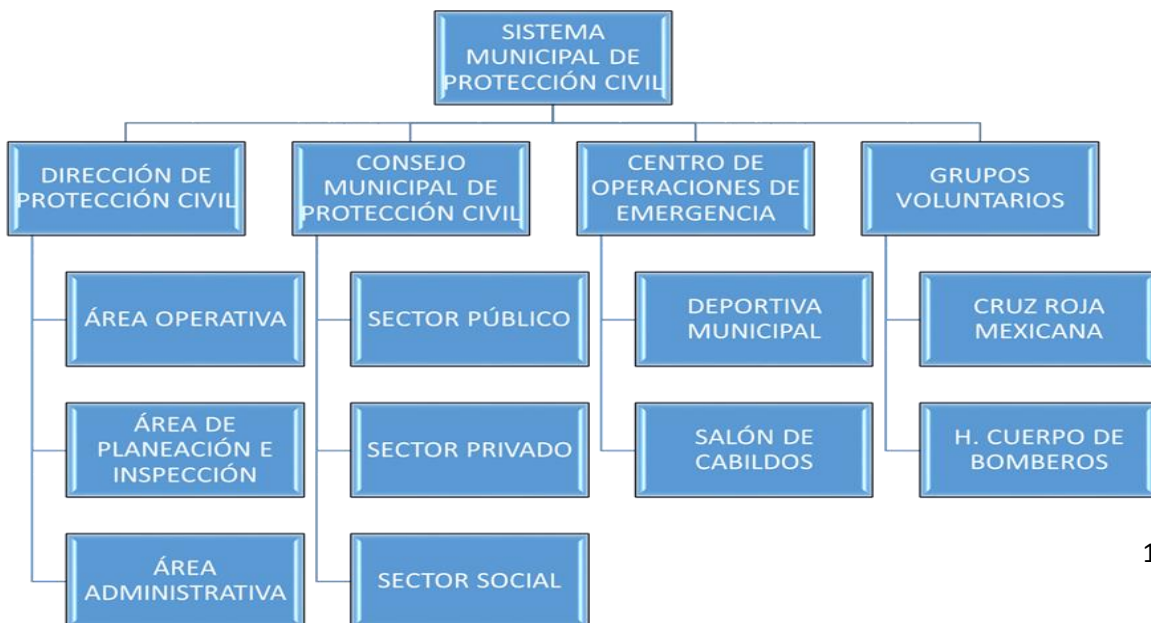 SISTEMA
MUNICIPAL DE
PROTECCIÓN CIVIL
DIRECCIÓN DE
PROTECCIÓN CIVIL
ÁREA OPERATIVA
ÁREA DE
PLANEACIÓN E
INSPECCIÓN
ÁREA
ADMINISTRATIVA
CONSEJO
MUNICIPAL DE
PROTECCIÓN CIVIL
SECTOR PÚBLICO
SECTOR PRIVADO
SECTOR SOCIAL
CENTRO DE
OPERACIONES DE
EMERGENCIA
DEPORTIVA
MUNICIPAL
SALÓN DE
CABILDOS
GRUPOS
VOLUNTARIOS
CRUZ ROJA
MEXICANA
H. CUERPO DE
BOMBEROS
1